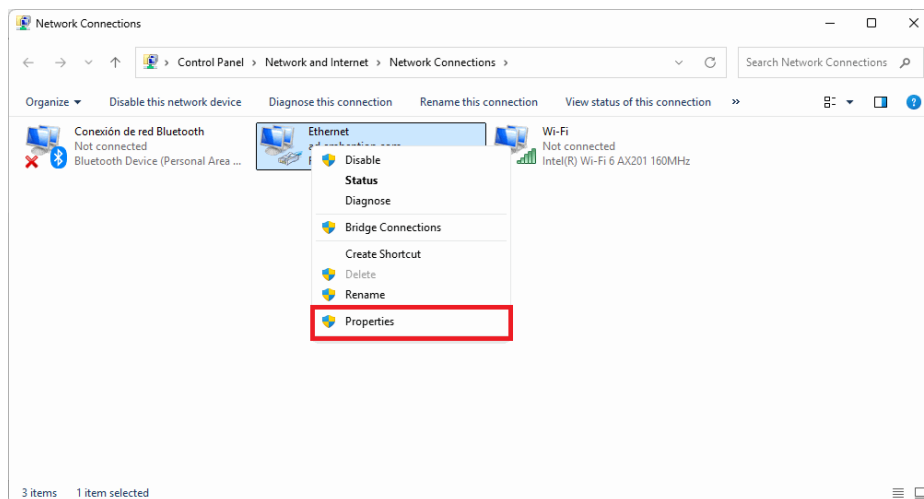 Network Connections
Control Panel > Network and Internet > Network Connections >
Search Network Connections
Organize
Disable this network device
Diagnose this connection
Rename this connection
View status of this connection
»
Conexión de red Bluetooth
Not connected
Bluetooth Device (Personal Area ...
Ethernet
Wi-Fi
Not connected
Intel(R) Wi-Fi 6 AX201 160MHz
Disable
Status
Diagnose
Bridge Connections
Create Shortcut
Delete
Rename
Properties
3 items
1 item selected